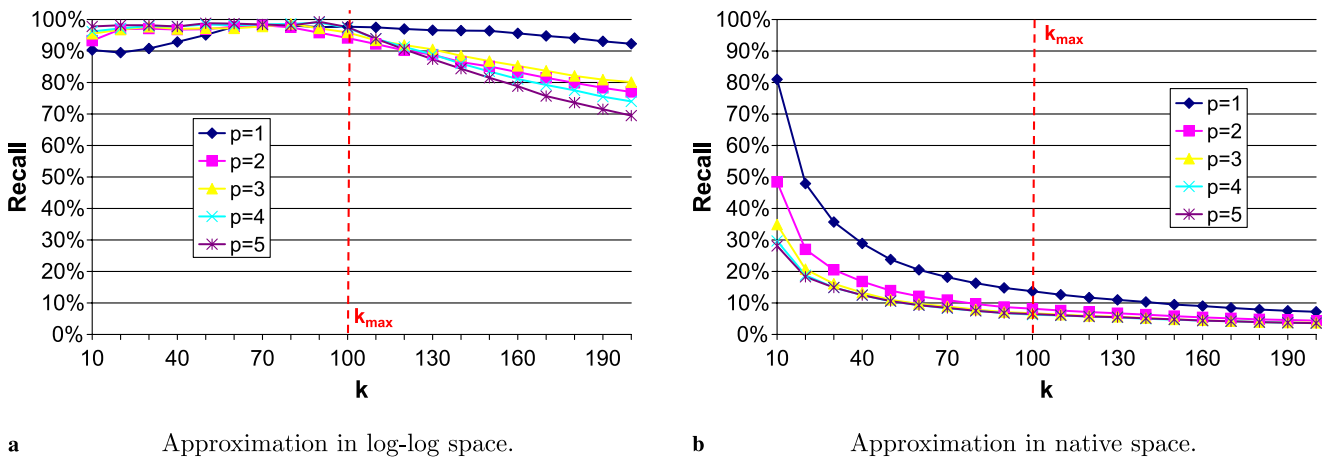 100%
90%
80%
70%
60%
50%
40%
30%
20%
10%
0%
Recall
p=1
p=2
p=3
p=4
p=5
kmax
10 40 70 100 130 160 190
k
a Approximation in log-log space.
100%
90%
80%
70%
60%
50%
40%
30%
20%
10%
0%
Recall
kmax
p=1
p=2
p=3
p=4
p=5
10 40 70 100 130 160 190
k
b Approximation in native space.